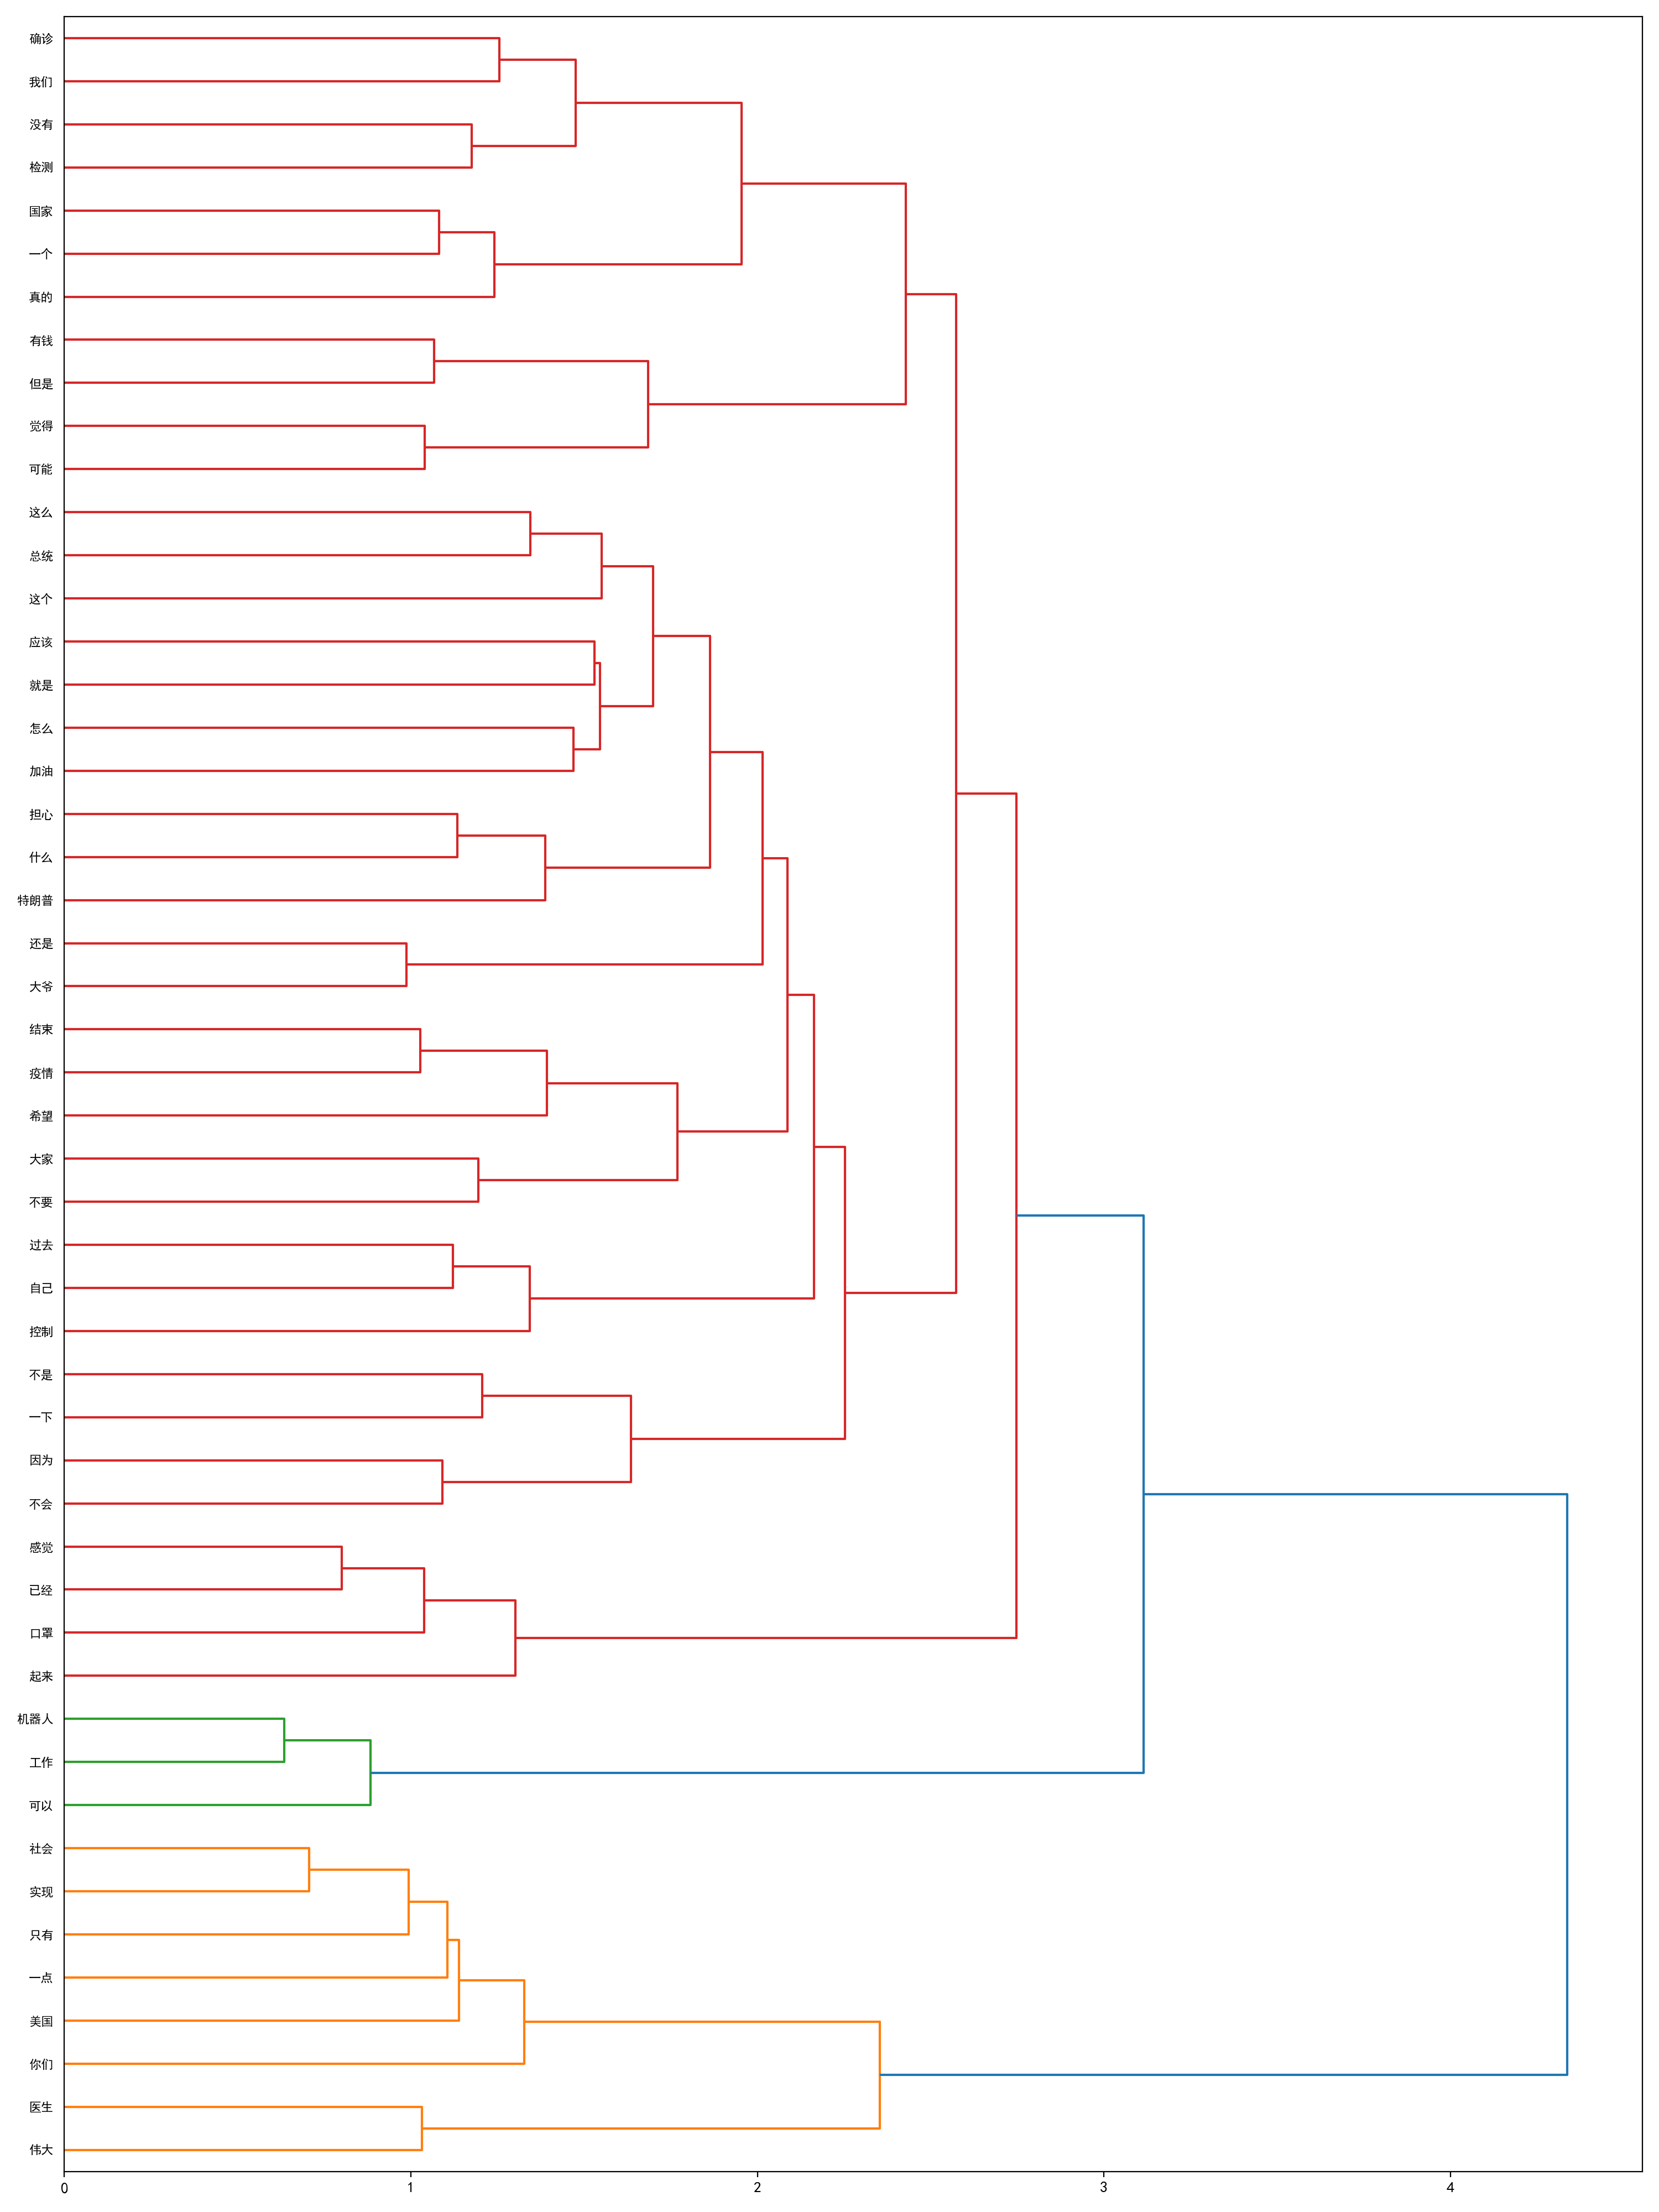 确诊
我们
没有
检测
国家
一个
真的
有钱
但是
觉得
可能
这么
总统
这个
应该
就是
怎么
加油
担心
什么
特朗普
还是
大爷
结束
疫情
希望
大家
不要
过去
自己
控制
不是
一下
因为
不会
感觉
已经
口罩
起来
机器人
工作
可以
社会
实现
只有
一点
美国
你们
医生
伟大
0 1 2 3 4